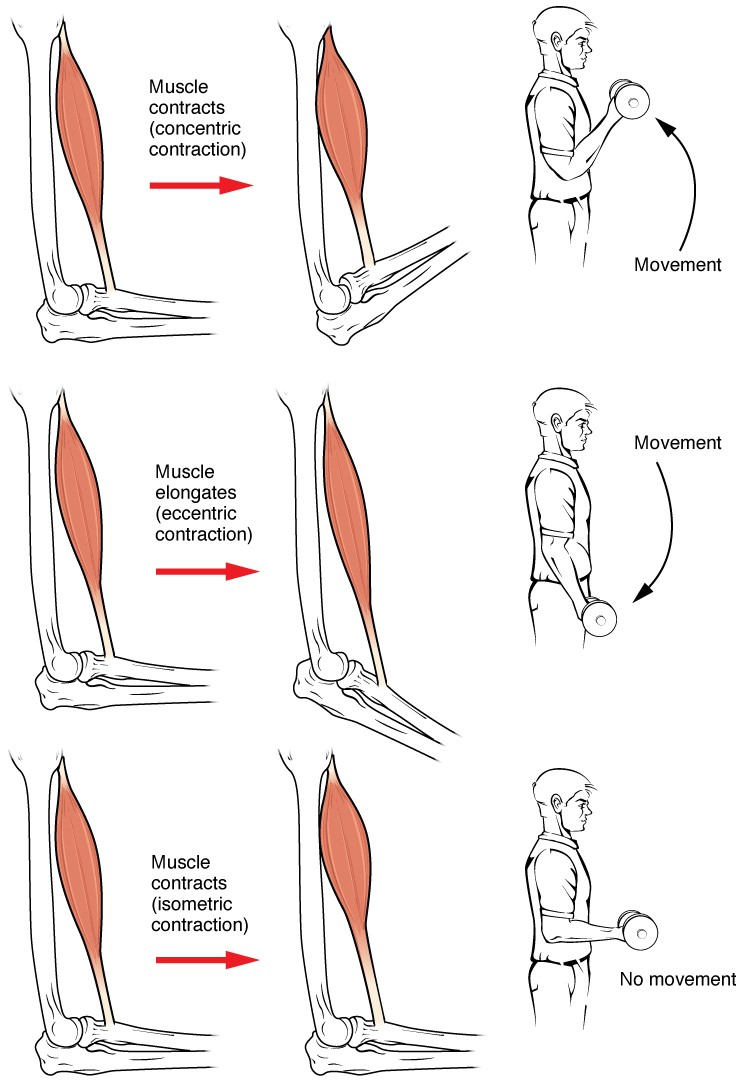 Muscle
contracts
(concentric
contraction)
Movement
Muscle
elongates
(eccentric
contraction)
Movement
Muscle
contracts
(isometric
contraction)
No movement